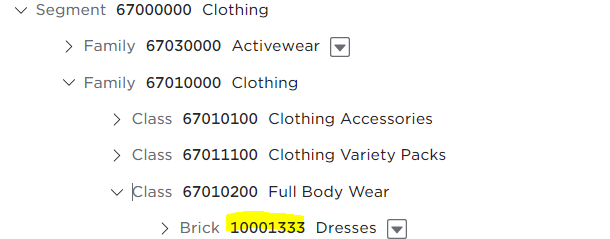 Segment 67000000 Clothing
Family 67030000 Activewear
Family 67010000 Clothing
Class 67010100 Clothing Accessories
Class 67011100 Clothing Variety Packs
Class 67010200 Full Body Wear
Brick 10001333 Dresses